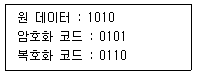 원 데이터 : 1010
암호화 코드 : 0101
복호화 코드 : 0110